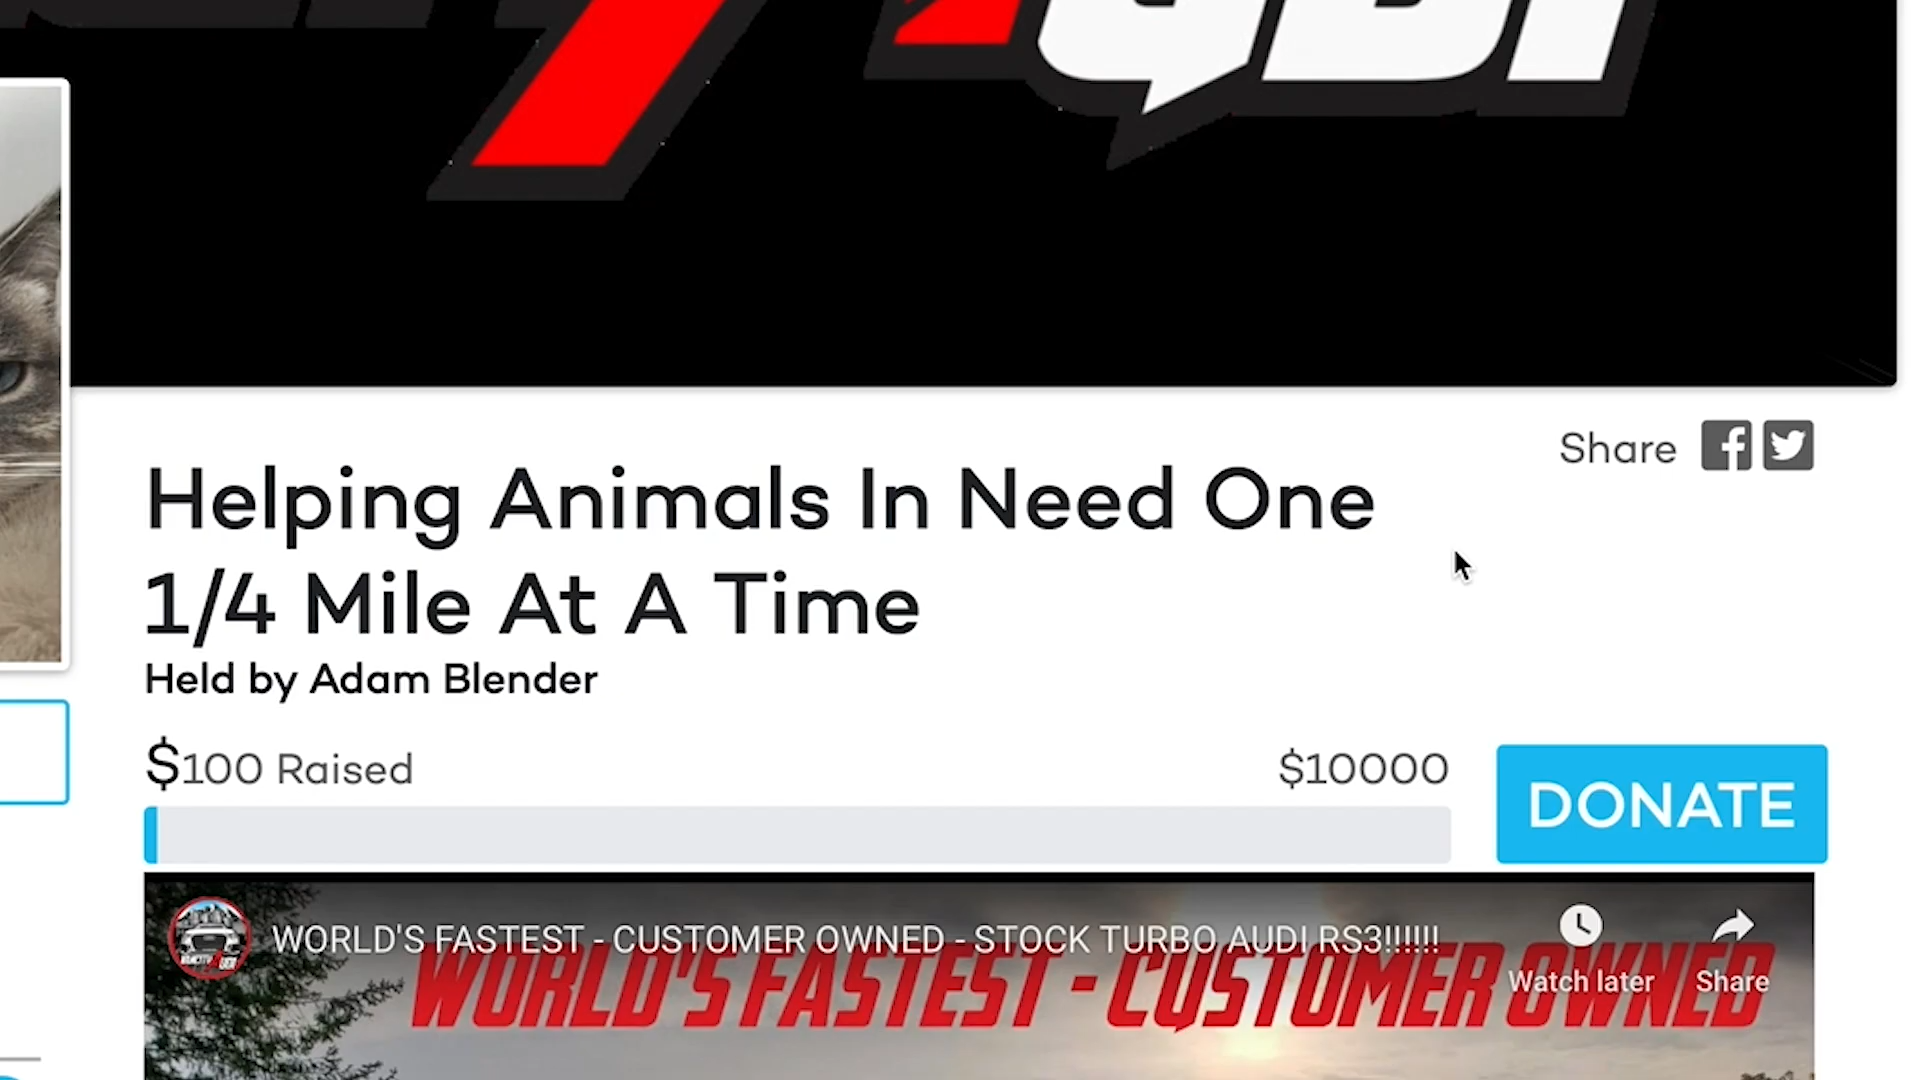 Share
Helping Animals In Need One
1/4 Mile At A Time
Held by Adam Blender
$100 Raised
$10000
DONATE
WORLD'S FASTEST - CUSTOMER OWNED - STOCK TURBO AUDI RS3!!!!!!
WORLD'S FASTEST - CUSTOMER OWNED
Watch later
Share